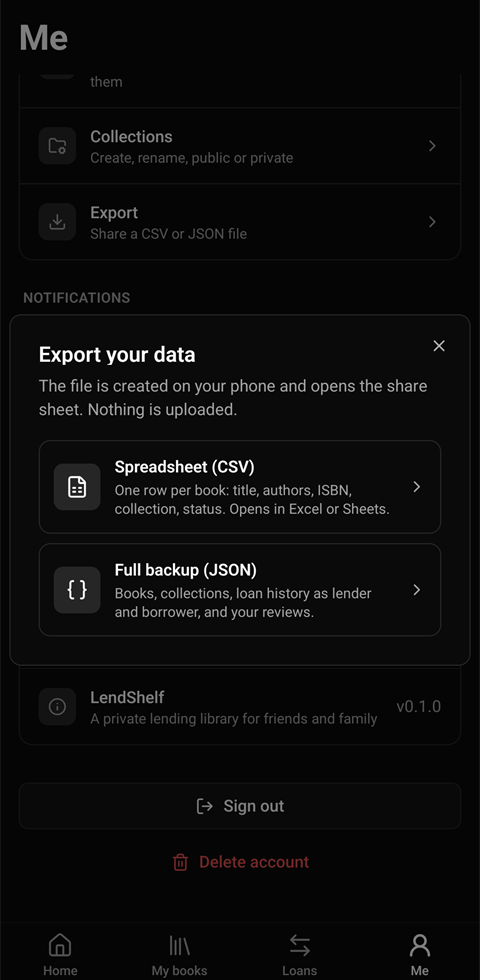 Me
them
Collections
Create, rename, public or private
Export
Share a CSV or JSON file
NOTIFICATIONS
Export your data
The file is created on your phone and opens the share
sheet. Nothing is uploaded.
Spreadsheet (CSV)
One row per book: title, authors, ISBN,
collection, status. Opens in Excel or Sheets.
{ }
Full backup (JSON)
Books, collections, loan history as lender
and borrower, and your reviews.
LendShelf
A private lending library for friends and family
v0.1.0
Sign out
Delete account
Home
My books
Loans
Me